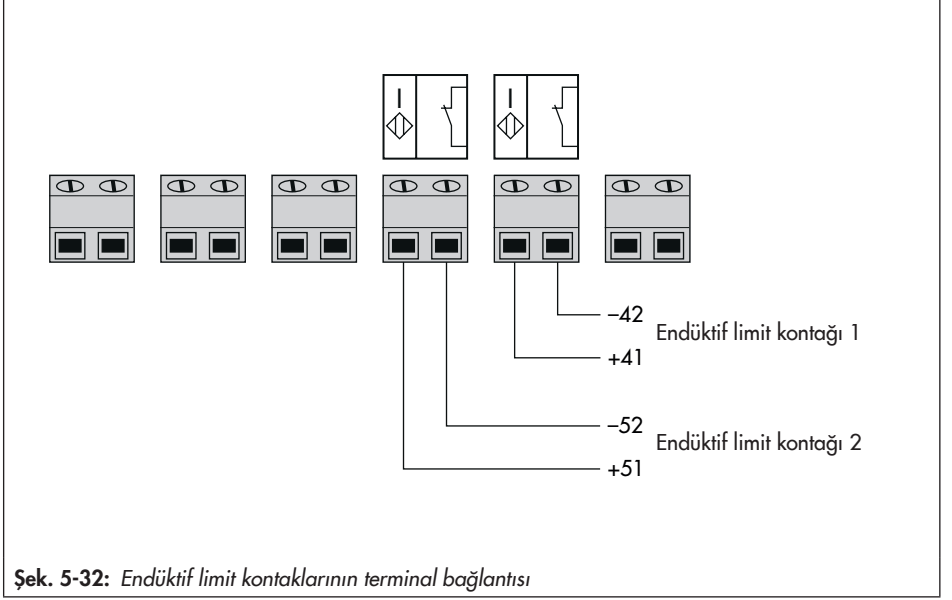 −42
Endüktif limit kontağı 1
+41
−52
Endüktif limit kontağı 2
+51
Şek. 5-32: Endüktif limit kontaklarının terminal bağlantısı